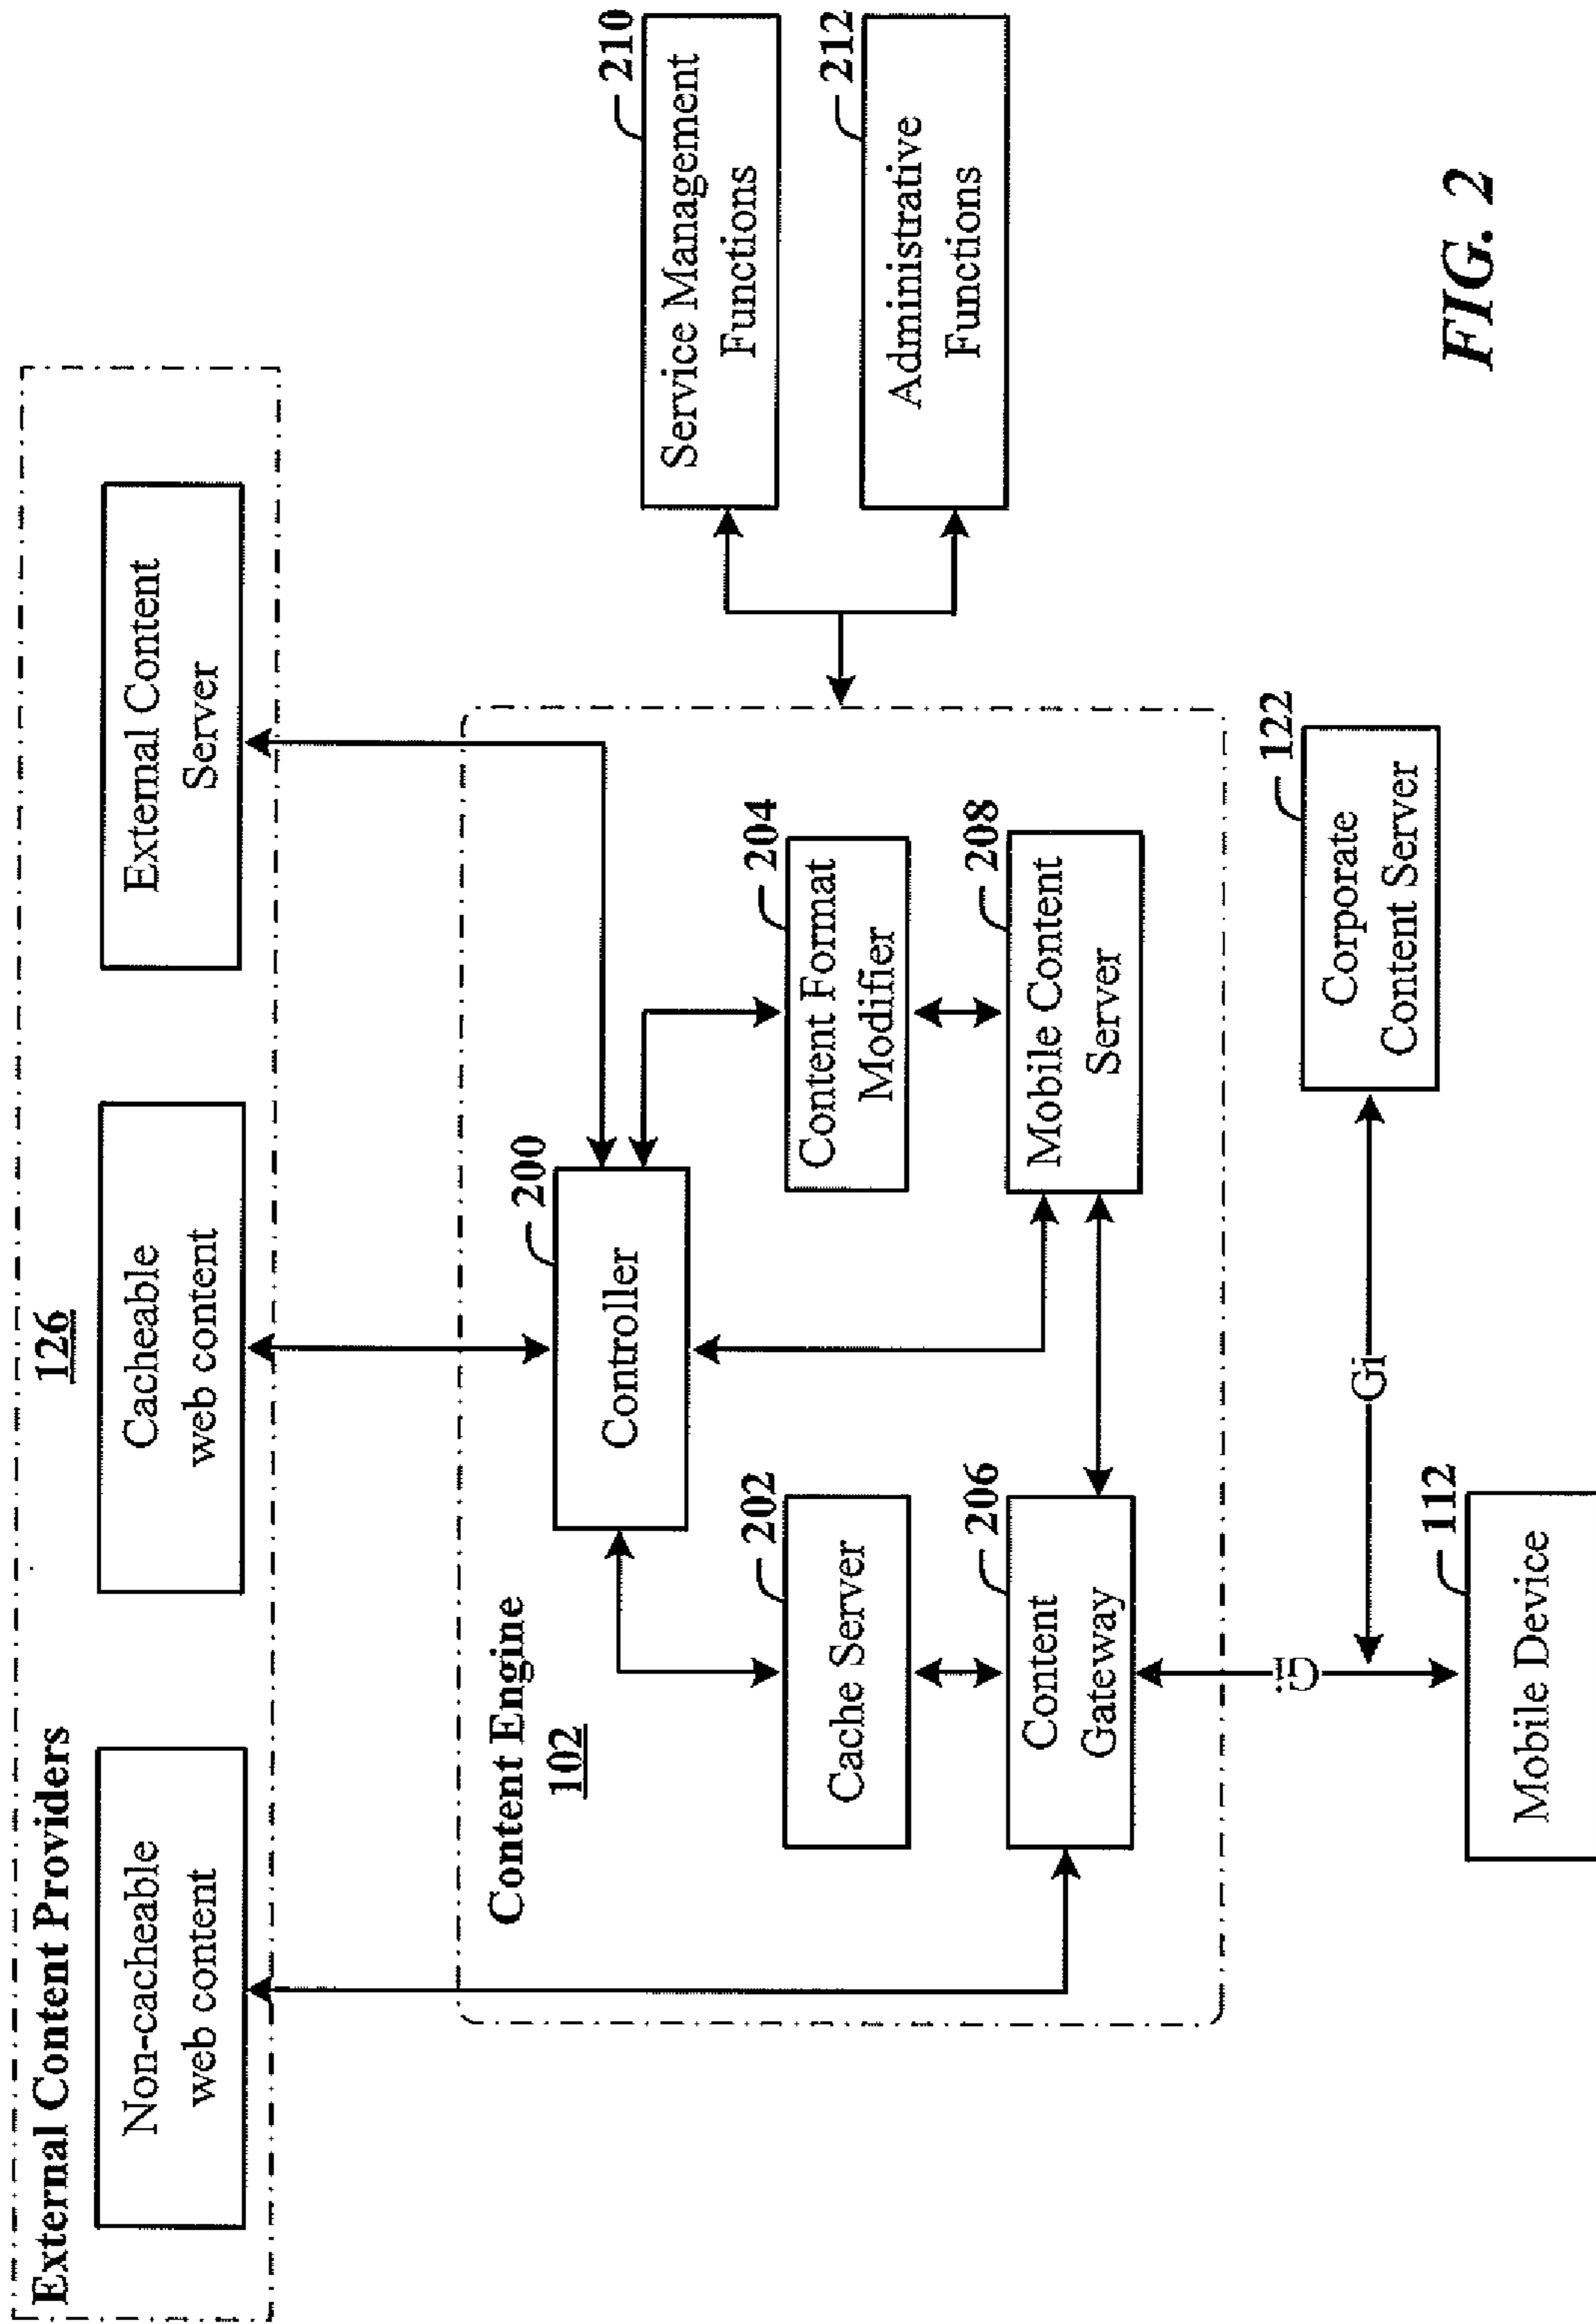 External Content Providers
126
Non-cacheable
web content
Cacheable
web content
External Content
Server
Content Engine
102
200
Controller
202
Cache Server
204
Content Format
Modifier
206
Content
Gateway
208
Mobile Content
Server
210
Service Management
Functions
212
Administrative
Functions
Gi
Gi
122
Corporate
Content Server
112
Mobile Device
FIG. 2